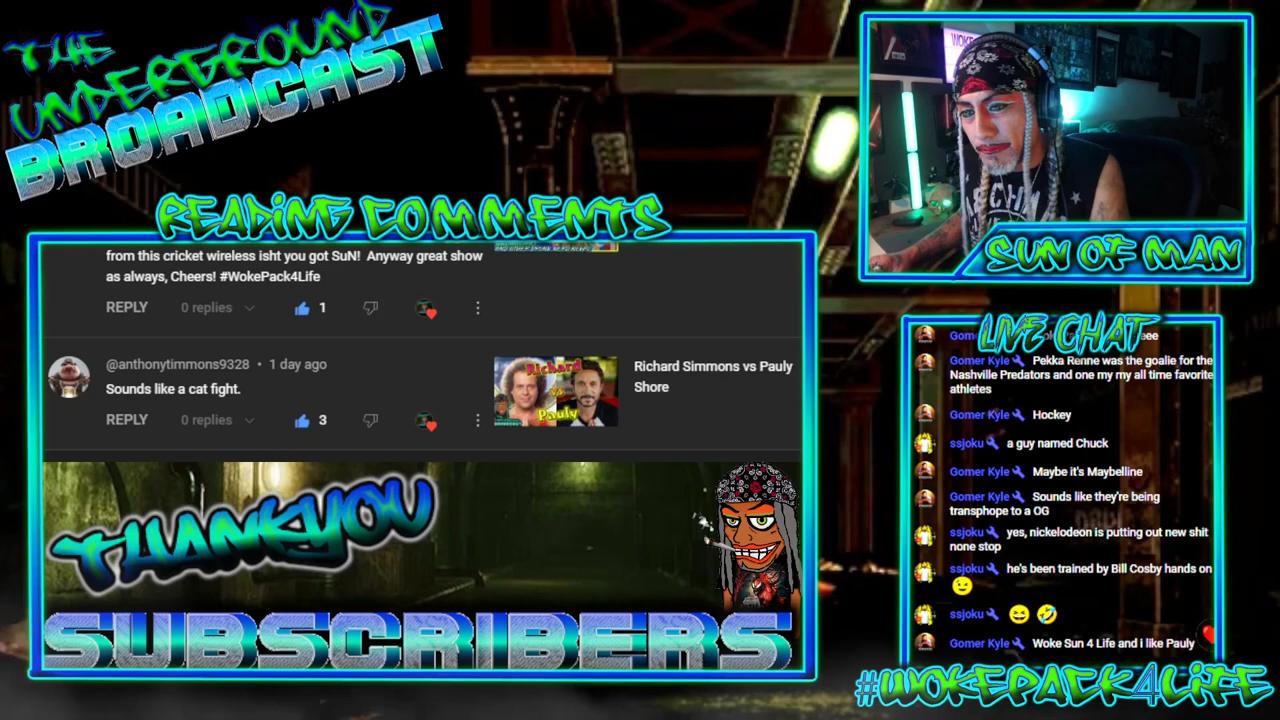 THE
UNDERGROUND
BROADCAST
READING COMMENTS
from this cricket wireless isht you got SuN! Anyway great show
as always, Cheers! #WokePack4Life
REPLY 0 replies 1
@anthonytimmons9328 • 1 day ago
Sounds like a cat fight.
REPLY 0 replies 3
Richard
vs
Pauly
Richard Simmons vs Pauly
Shore
THANKYOU
SUBSCRIBERS
WOKE
SUN OF MAN
LIVE CHAT
Gomer Kyle Pekka Renne was the goalie for the
Nashville Predators and one my my all time favorite
athletes
Gomer Kyle Hockey
ssjoku a guy named Chuck
Gomer Kyle Maybe it's Maybelline
Gomer Kyle Sounds like they're being
transphope to a OG
ssjoku yes, nickelodeon is putting out new shit
none stop
ssjoku he's been trained by Bill Cosby hands on
😉
ssjoku 😆 🤣
Gomer Kyle Woke Sun 4 Life and i like Pauly
#WOKEPACK4LIFE